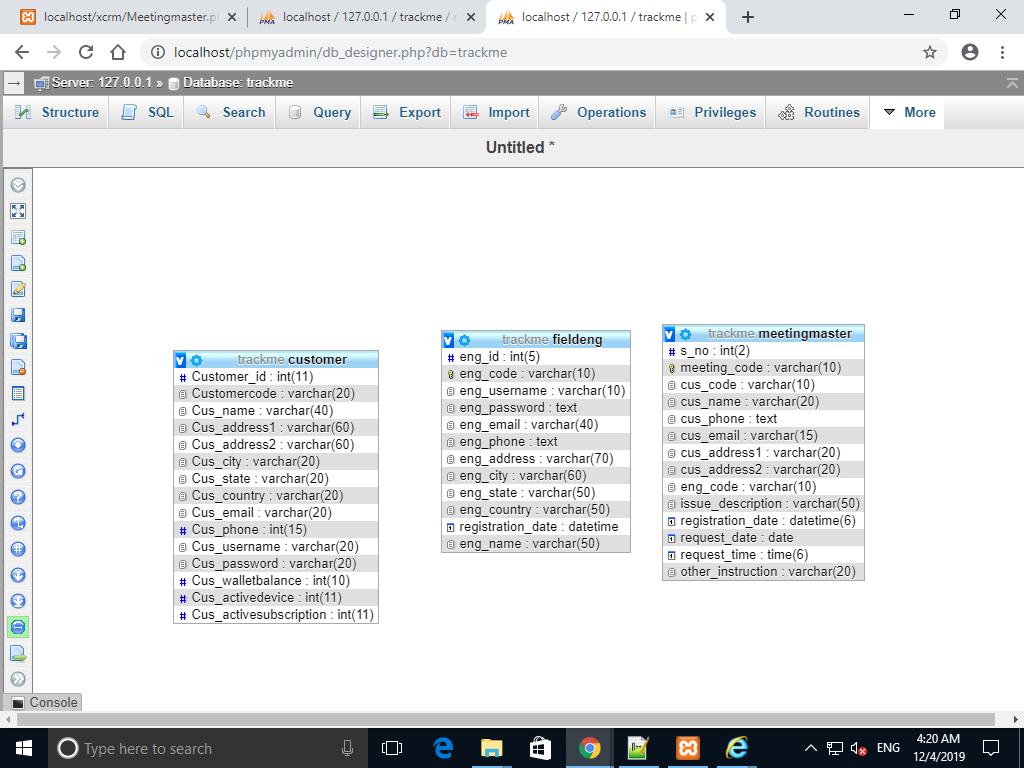 localhost/xcrm/Meetingmaster.p
localhost / 127.0.0.1 / trackme /
localhost / 127.0.0.1 / trackme | p
localhost/phpmyadmin/db_designer.php?db=trackme
Server: 127.0.0.1 » Database: trackme
Structure SQL Search Query Export Import Operations Privileges Routines More
Untitled *
trackme customer
Customer_id : int(11)
Customercode : varchar(20)
Cus_name : varchar(40)
Cus_address1 : varchar(60)
Cus_address2 : varchar(60)
Cus_city : varchar(20)
Cus_state : varchar(20)
Cus_country : varchar(20)
Cus_email : varchar(20)
Cus_phone : int(15)
Cus_username : varchar(20)
Cus_password : varchar(20)
Cus_walletbalance : int(10)
Cus_activedevice : int(11)
Cus_activesubscription : int(11)
trackme fieldeng
eng_id : int(5)
eng_code : varchar(10)
eng_username : varchar(10)
eng_password : text
eng_email : varchar(40)
eng_phone : text
eng_address : varchar(70)
eng_city : varchar(60)
eng_state : varchar(50)
eng_country : varchar(50)
registration_date : datetime
eng_name : varchar(50)
trackme meetingmaster
s_no : int(2)
meeting_code : varchar(10)
cus_code : varchar(10)
cus_name : varchar(20)
cus_phone : text
cus_email : varchar(15)
cus_address1 : varchar(20)
cus_address2 : varchar(20)
eng_code : varchar(10)
issue_description : varchar(50)
registration_date : datetime(6)
request_date : date
request_time : time(6)
other_instruction : varchar(20)
Console
Type here to search
ENG
4:20 AM
12/4/2019